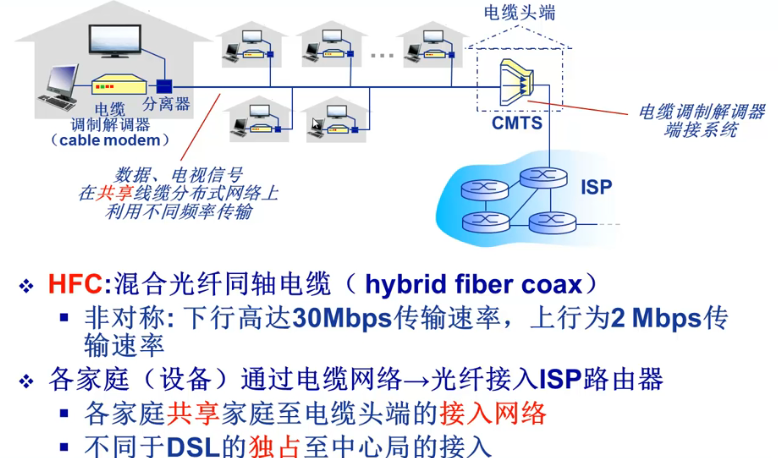 电缆头端
电缆
调制解调器
（cable modem）
分离器
CMTS
电缆调制解调器
端接系统
数据、电视信号
在共享线缆分布式网络上
利用不同频率传输
ISP
❖ HFC:混合光纤同轴电缆（ hybrid fiber coax）
▪ 非对称: 下行高达30Mbps传输速率，上行为2 Mbps传
输速率
❖ 各家庭（设备）通过电缆网络→光纤接入ISP路由器
▪ 各家庭共享家庭至电缆头端的接入网络
▪ 不同于DSL的独占至中心局的接入